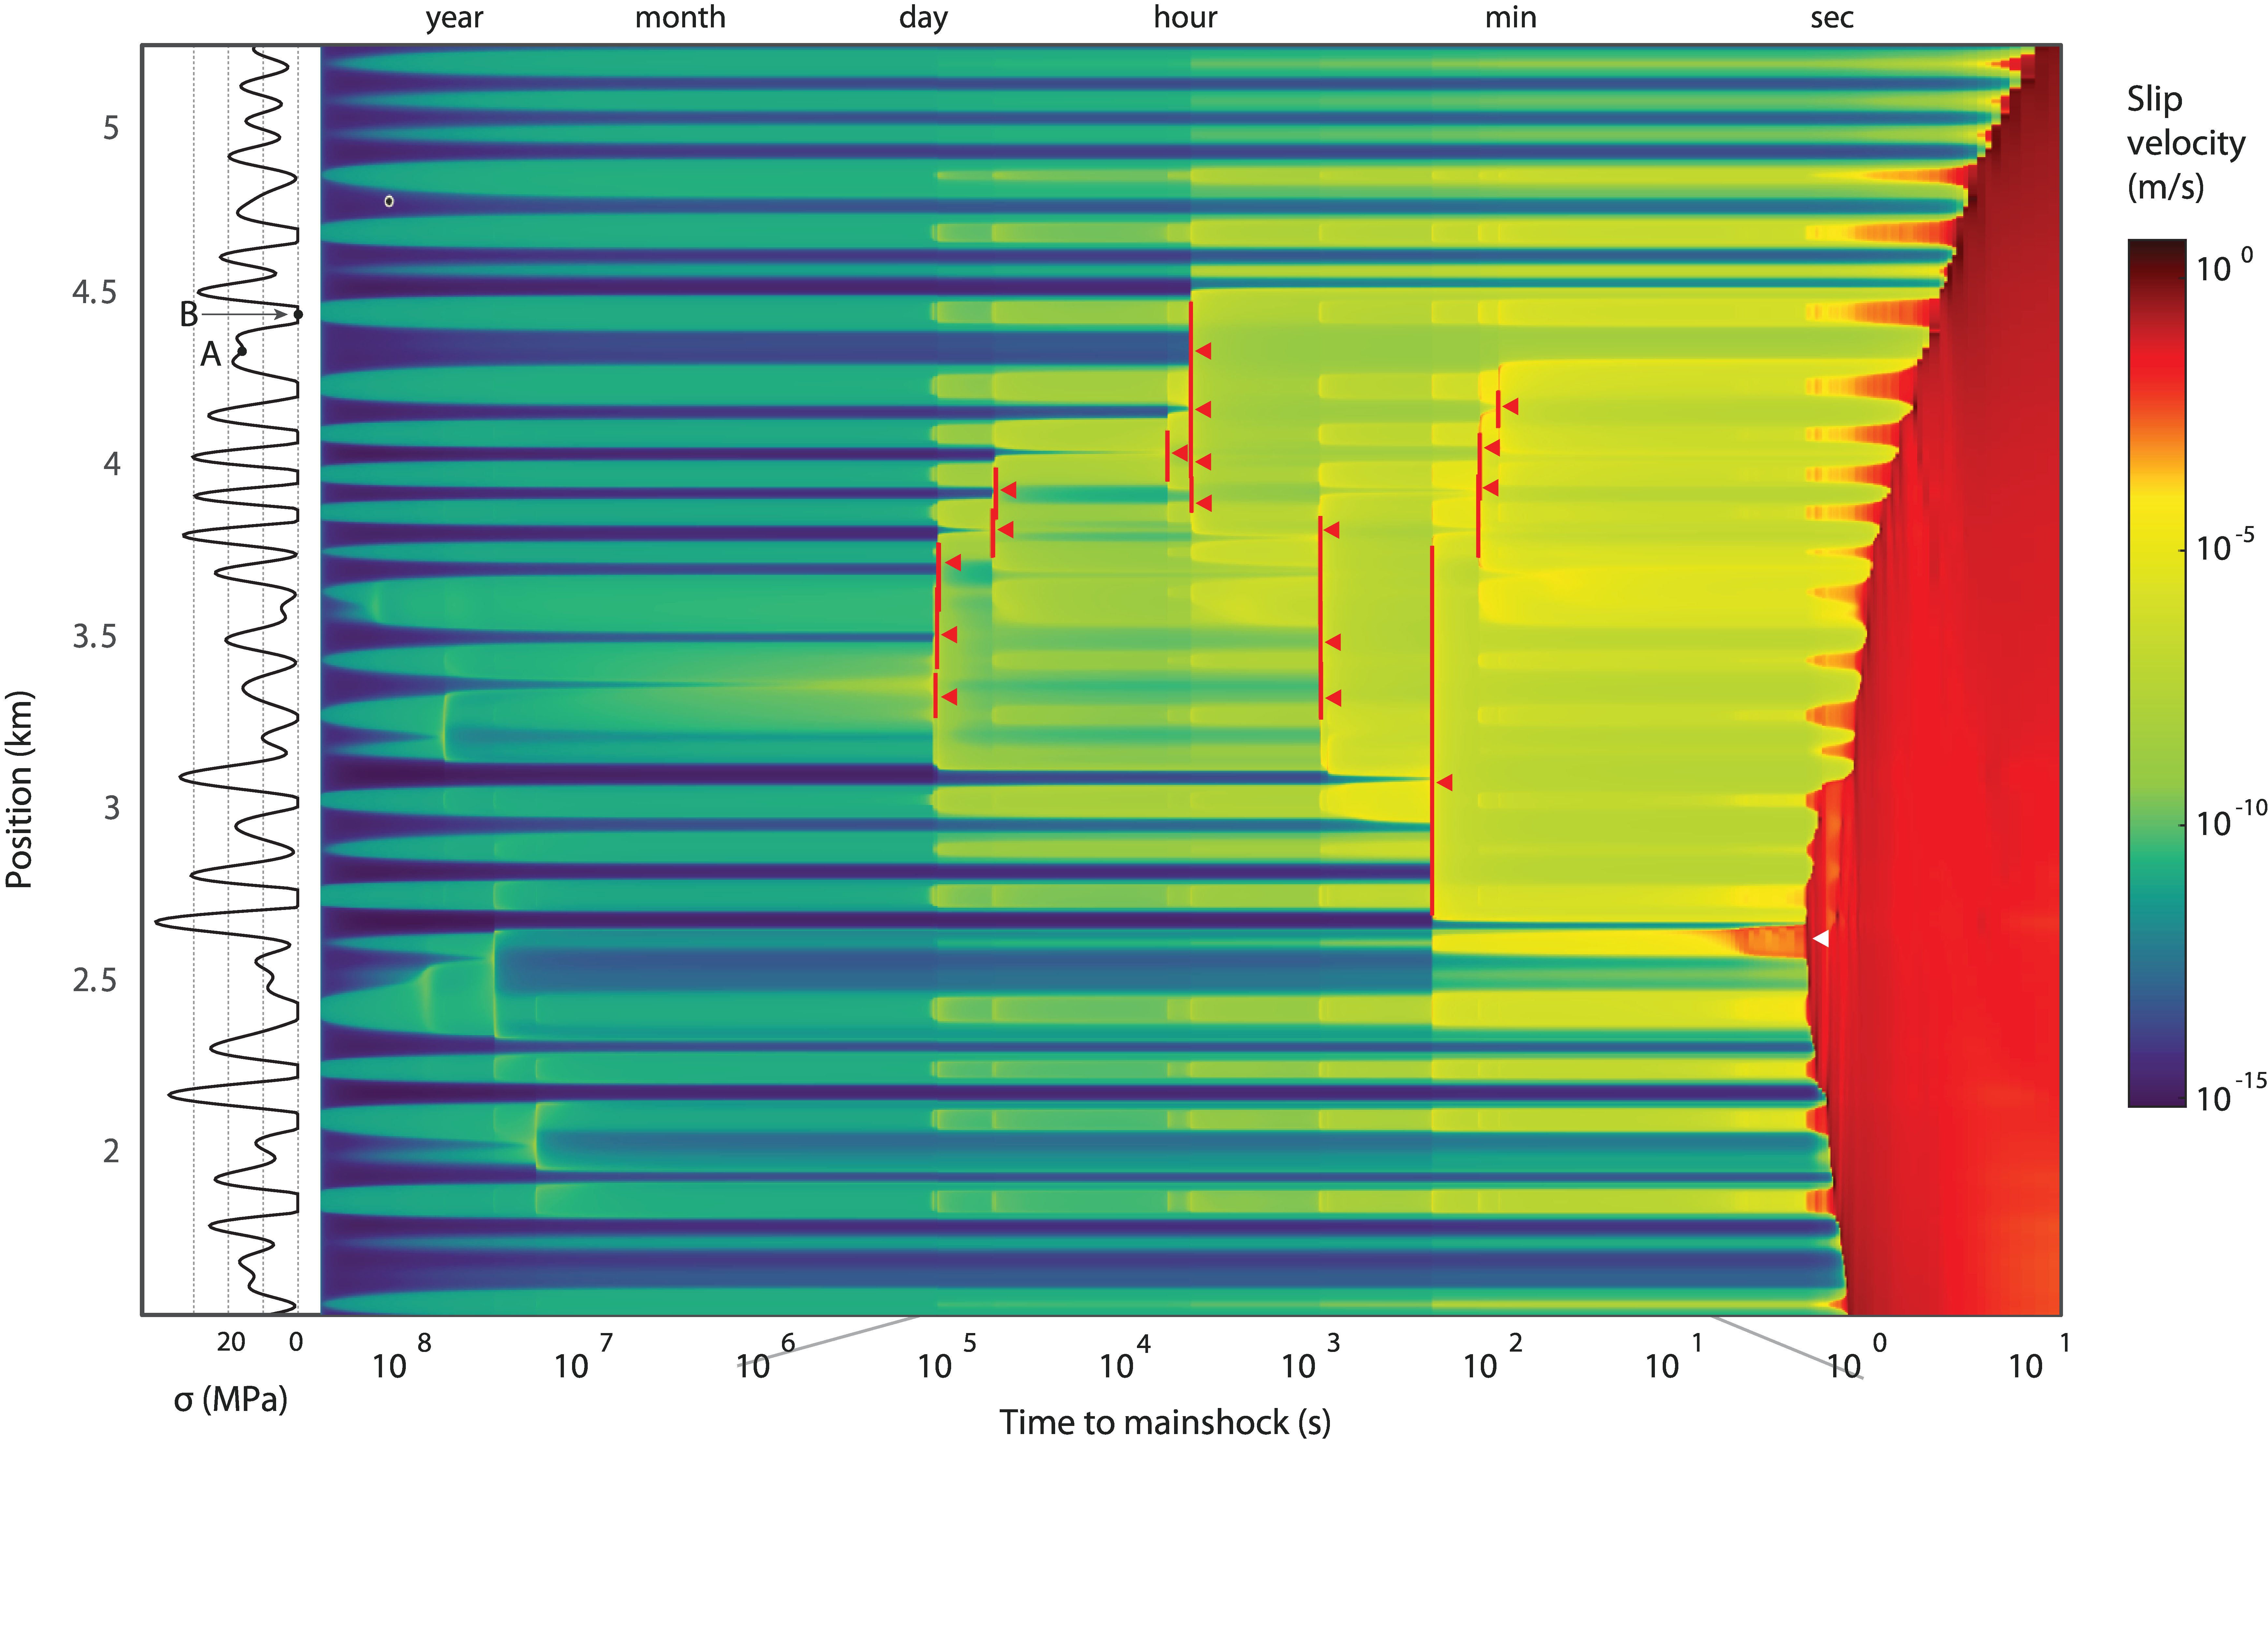 year month day hour min sec
Slip
velocity
(m/s)
10 0
10 -5
10 -10
10 -15
5
4.5
B
A
4
3.5
Position (km)
3
2.5
2
20 0
σ (MPa)
10 8 10 7 10 6 10 5 10 4 10 3 10 2 10 1 10 0 10 1
Time to mainshock (s)